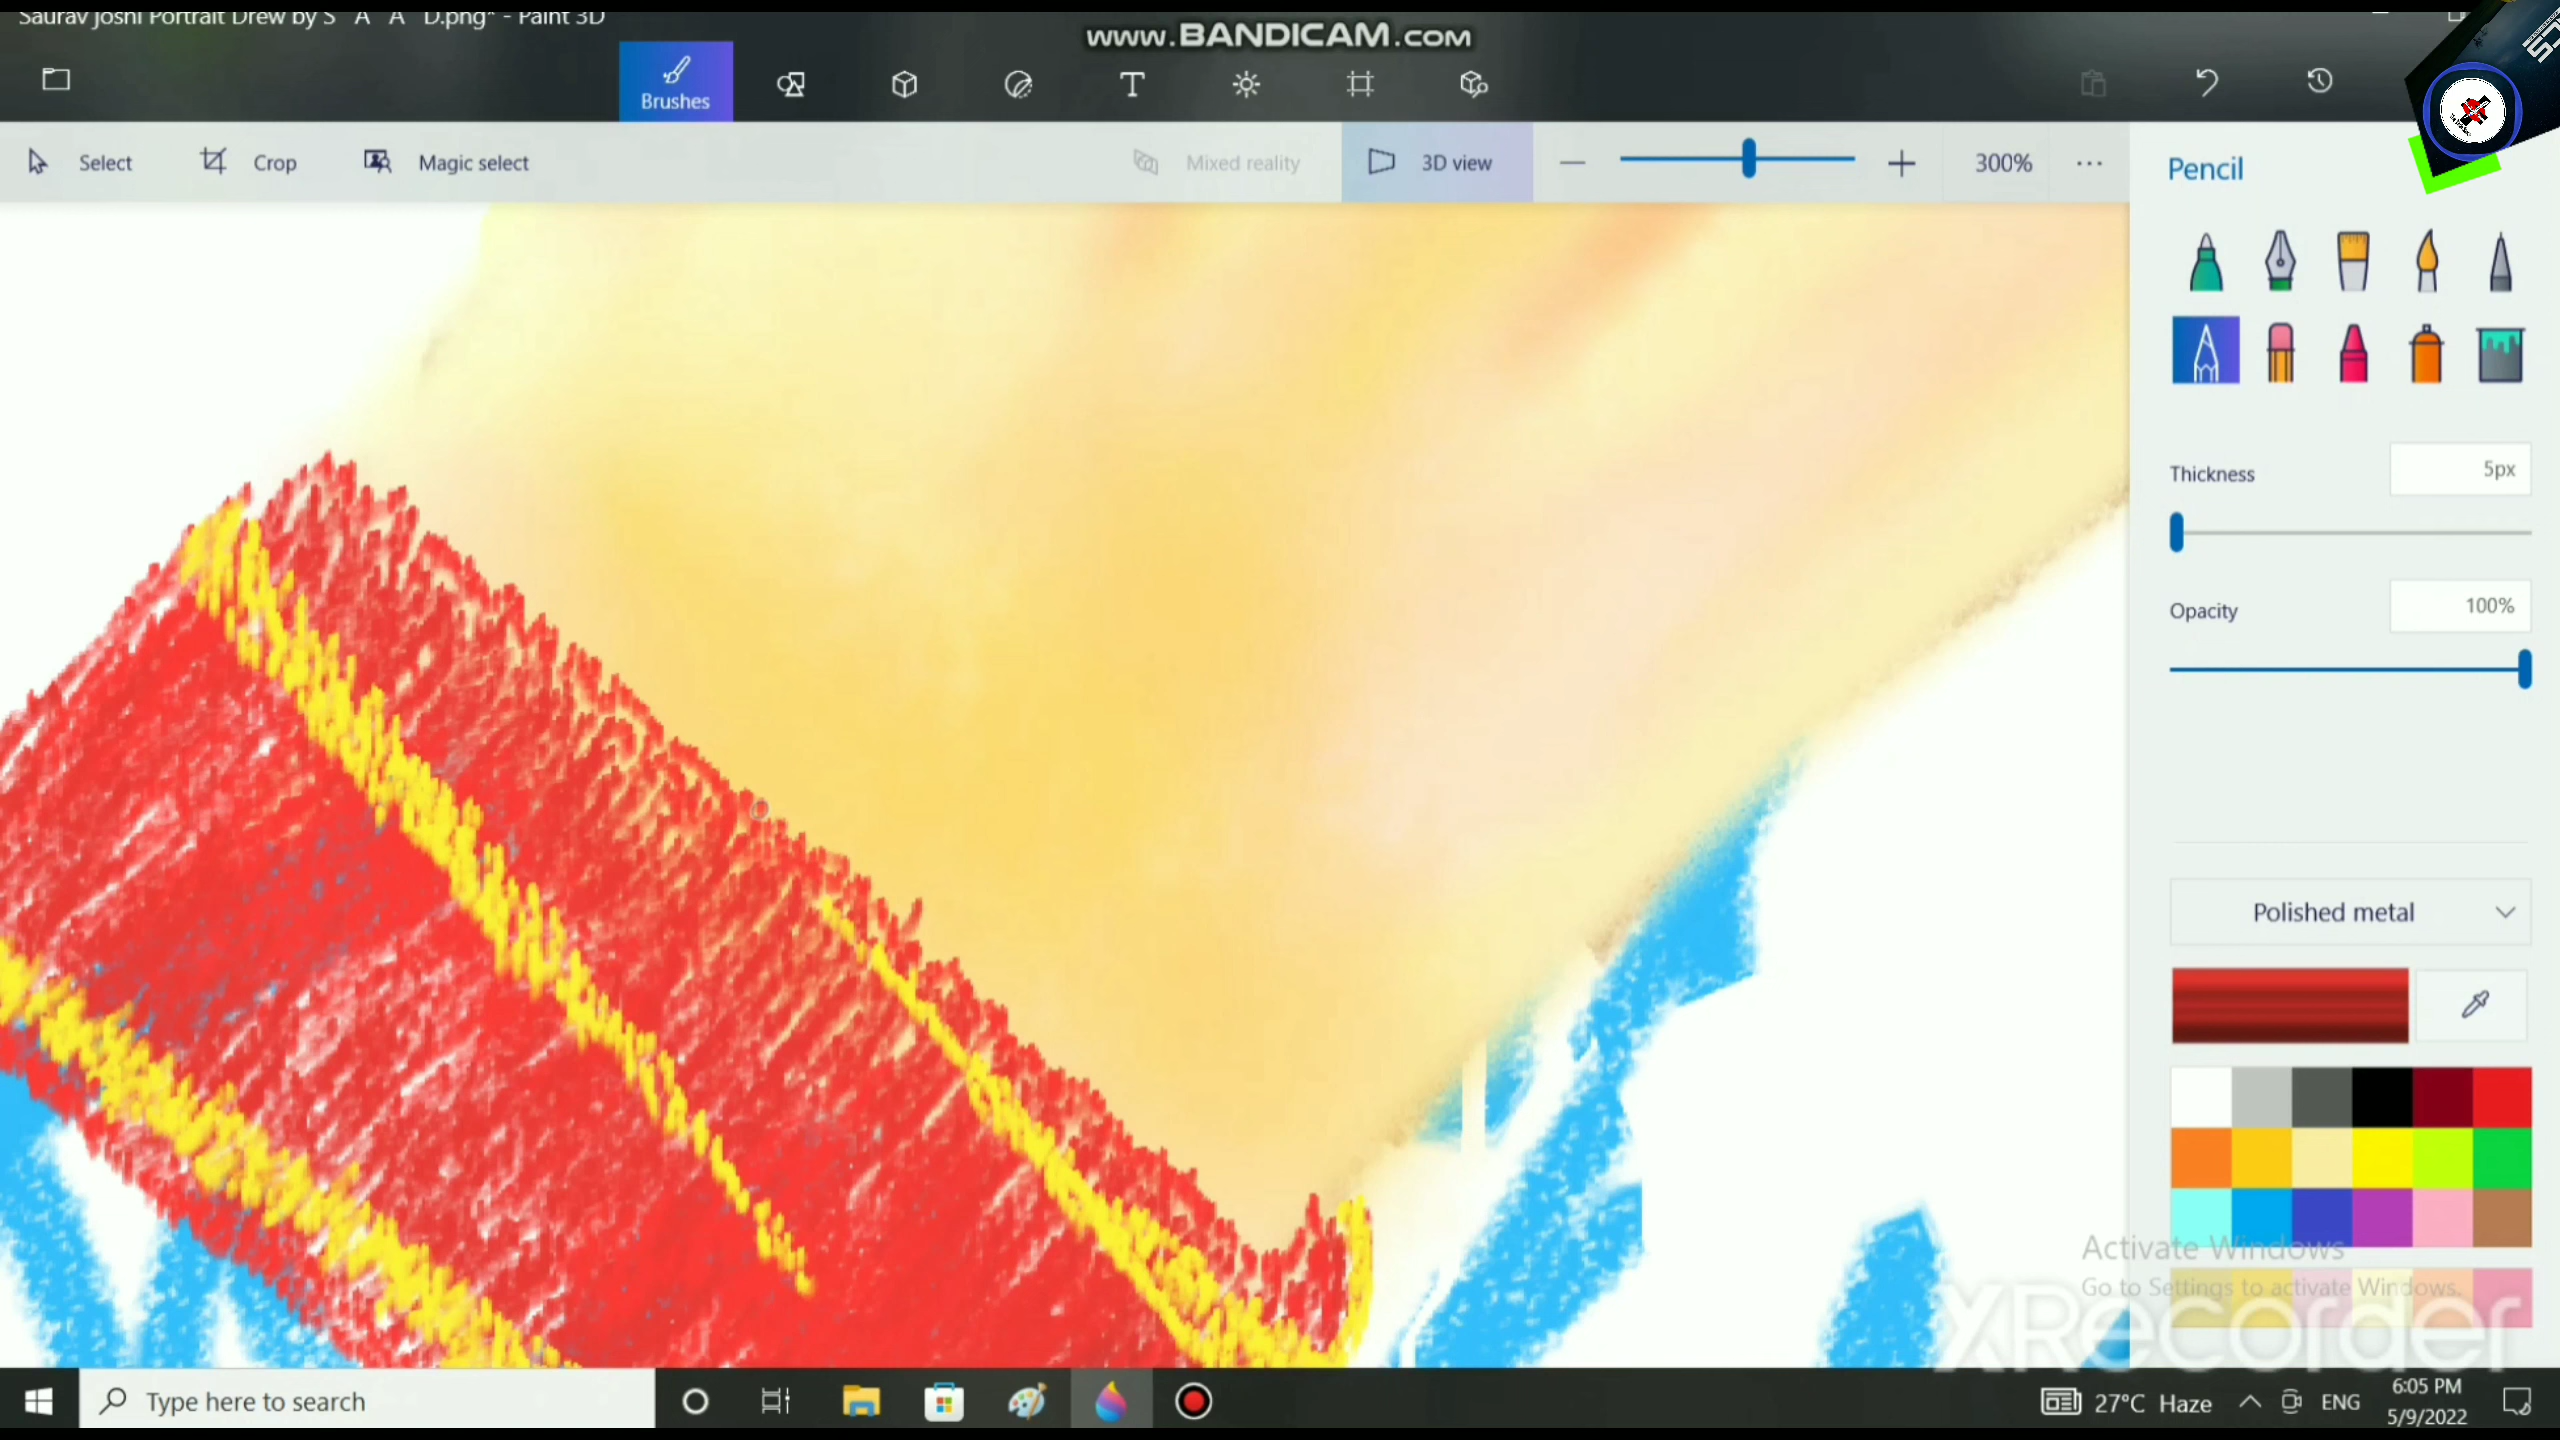 Saurav Joshi Portrait Drew by S A A D.png* - Paint 3D
www.BANDICAM.com
Brushes
Select
Crop
Magic select
Mixed reality
3D view
300%
Pencil
Thickness
5px
Opacity
100%
Polished metal
Activate Windows
Go to Settings to activate Windows.
XRecorder
Type here to search
27°C Haze
ENG
6:05 PM
5/9/2022